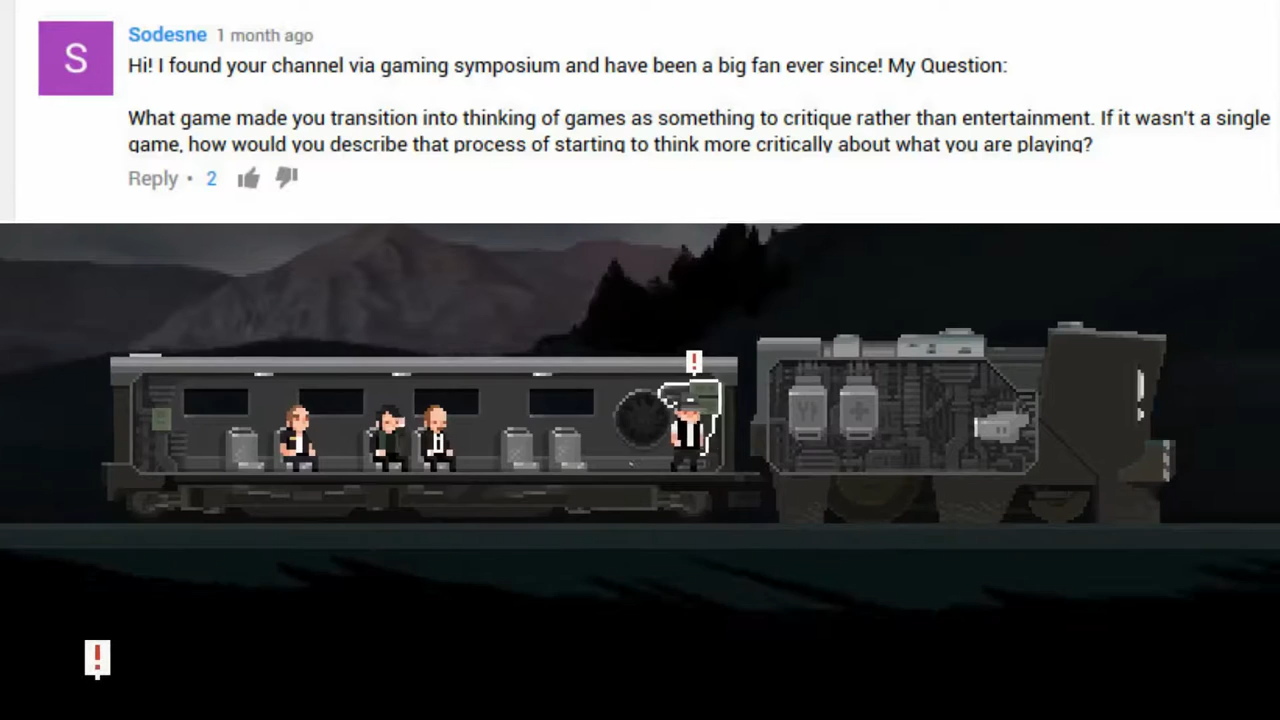 S
Sodesne 1 month ago
Hi! I found your channel via gaming symposium and have been a big fan ever since! My Question:
What game made you transition into thinking of games as something to critique rather than entertainment. If it wasn't a single
game, how would you describe that process of starting to think more critically about what you are playing?
Reply • 2
!
!